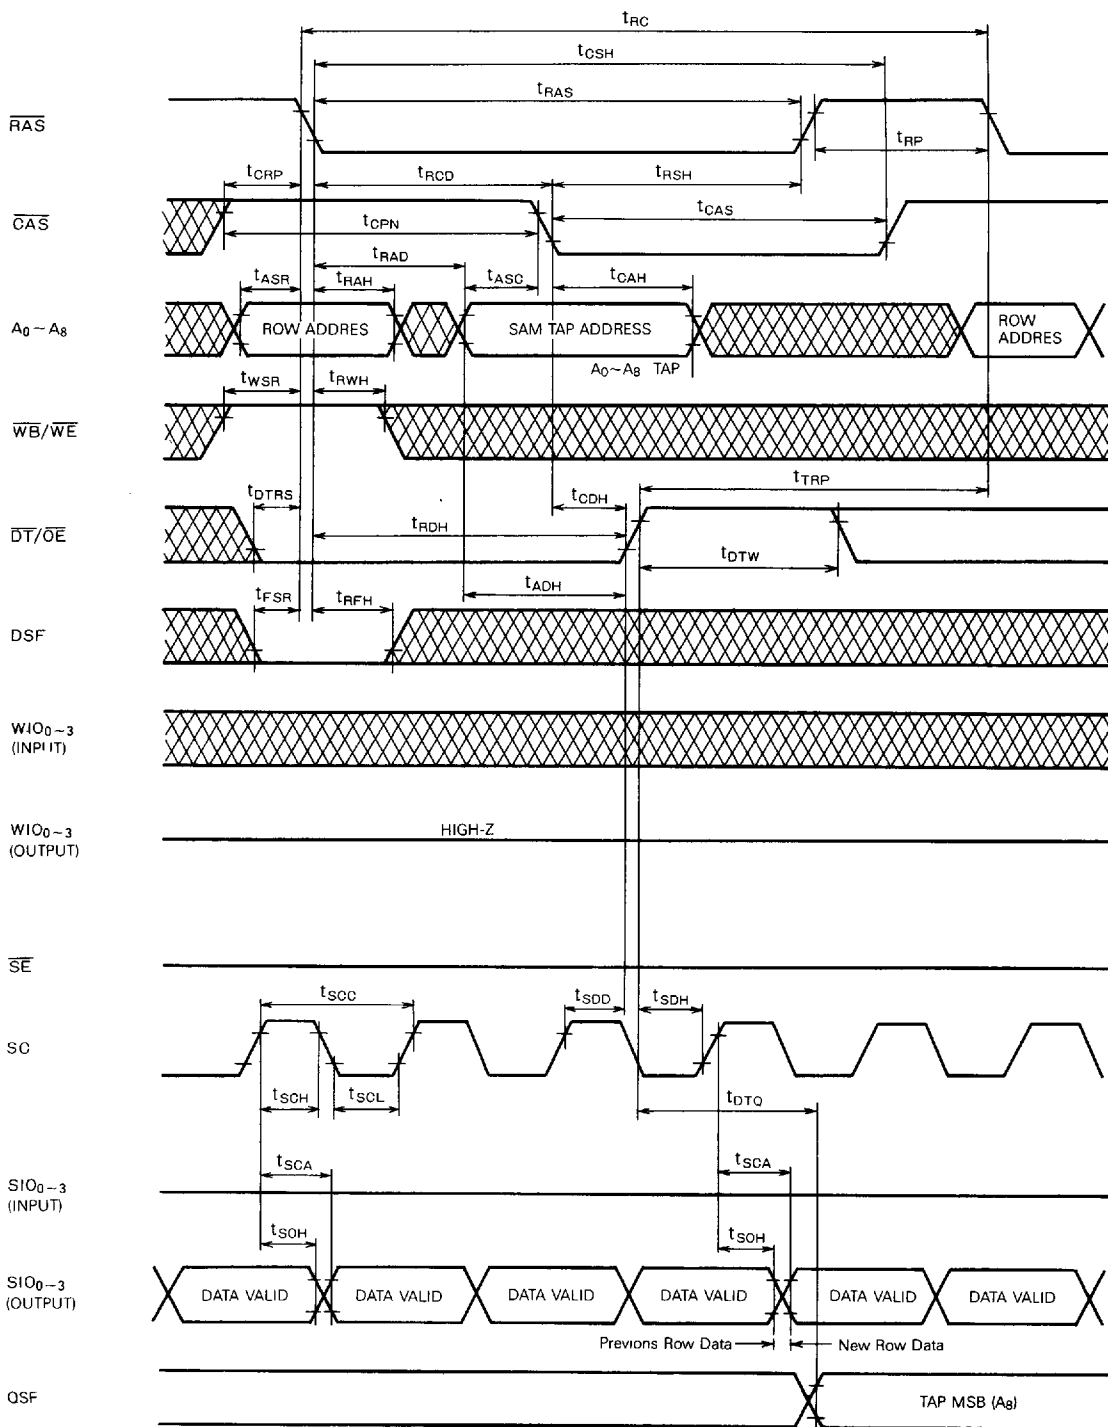 tRC
tCSH
tRAS
RAS
tRP
tCRP
tRCD
tRSH
CAS
tCPN
tCAS
tRAD
tASR
tRAH
tASC
tCAH
A0~A8
ROW ADDRES
SAM TAP ADDRESS
ROW
ADDRES
A0~A8 TAP
tWSR
tRWH
WB/WE
tTRP
tDTRS
tCDH
DT/OE
tRDH
tDTW
tADH
tFSR
tRFH
DSF
WIO0~3
(INPUT)
WIO0~3
(OUTPUT)
HIGH-Z
SE
tSCC
tSDD
tSDH
SC
tSCH
tSCL
tDTQ
tSCA
tSCA
SIO0~3
(INPUT)
tSOH
tSOH
SIO0~3
(OUTPUT)
DATA VALID
DATA VALID
DATA VALID
DATA VALID
DATA VALID
DATA VALID
Previons Row Data
New Row Data
QSF
TAP MSB (A8)